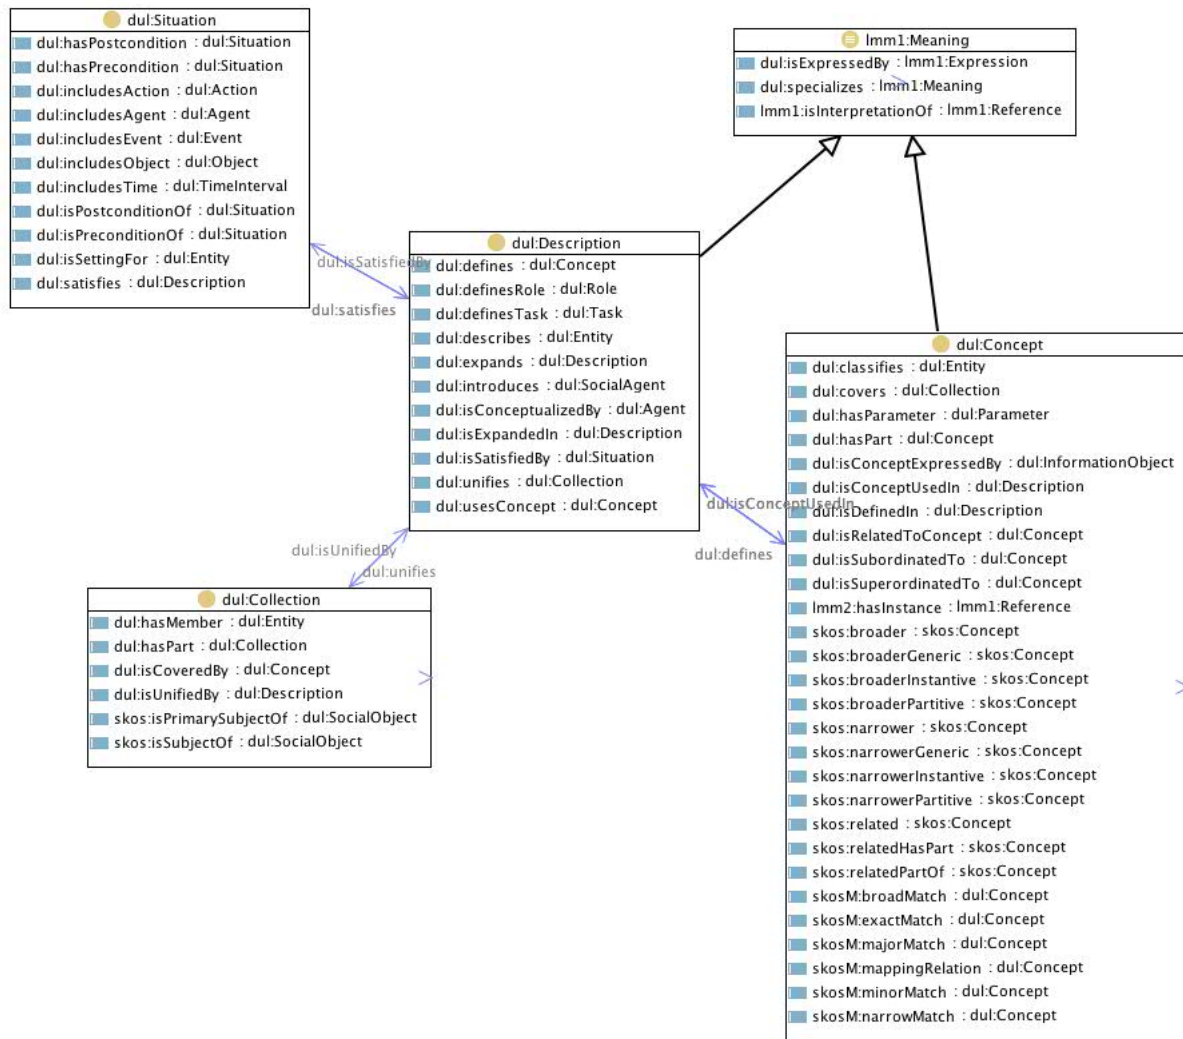 dul:Situation
dul:hasPostcondition : dul:Situation
dul:hasPrecondition : dul:Situation
dul:includesAction : dul:Action
dul:includesAgent : dul:Agent
dul:includesEvent : dul:Event
dul:includesObject : dul:Object
dul:includesTime : dul:TimeInterval
dul:isPostconditionOf : dul:Situation
dul:isPreconditionOf : dul:Situation
dul:isSettingFor : dul:Entity
dul:satisfies : dul:Description
lmm1:Meaning
dul:isExpressedBy : lmm1:Expression
dul:specializes : lmm1:Meaning
lmm1:isInterpretationOf : lmm1:Reference
dul:isSatisfiedBy
dul:satisfies
dul:Description
dul:defines : dul:Concept
dul:definesRole : dul:Role
dul:definesTask : dul:Task
dul:describes : dul:Entity
dul:expands : dul:Description
dul:introduces : dul:SocialAgent
dul:isConceptualizedBy : dul:Agent
dul:isExpandedIn : dul:Description
dul:isSatisfiedBy : dul:Situation
dul:unifies : dul:Collection
dul:usesConcept : dul:Concept
dul:isConceptUsedIn
dul:defines
dul:isUnifiedBy
dul:unifies
dul:Collection
dul:hasMember : dul:Entity
dul:hasPart : dul:Collection
dul:isCoveredBy : dul:Concept
dul:isUnifiedBy : dul:Description
skos:isPrimarySubjectOf : dul:SocialObject
skos:isSubjectOf : dul:SocialObject
dul:Concept
dul:classifies : dul:Entity
dul:covers : dul:Collection
dul:hasParameter : dul:Parameter
dul:hasPart : dul:Concept
dul:isConceptExpressedBy : dul:InformationObject
dul:isConceptUsedIn : dul:Description
dul:isDefinedIn : dul:Description
dul:isRelatedToConcept : dul:Concept
dul:isSubordinatedTo : dul:Concept
dul:isSuperordinatedTo : dul:Concept
lmm2:hasInstance : lmm1:Reference
skos:broader : skos:Concept
skos:broaderGeneric : skos:Concept
skos:broaderInstantive : skos:Concept
skos:broaderPartitive : skos:Concept
skos:narrower : skos:Concept
skos:narrowerGeneric : skos:Concept
skos:narrowerInstantive : skos:Concept
skos:narrowerPartitive : skos:Concept
skos:related : skos:Concept
skos:relatedHasPart : skos:Concept
skos:relatedPartOf : skos:Concept
skosM:broadMatch : dul:Concept
skosM:exactMatch : dul:Concept
skosM:majorMatch : dul:Concept
skosM:mappingRelation : dul:Concept
skosM:minorMatch : dul:Concept
skosM:narrowMatch : dul:Concept